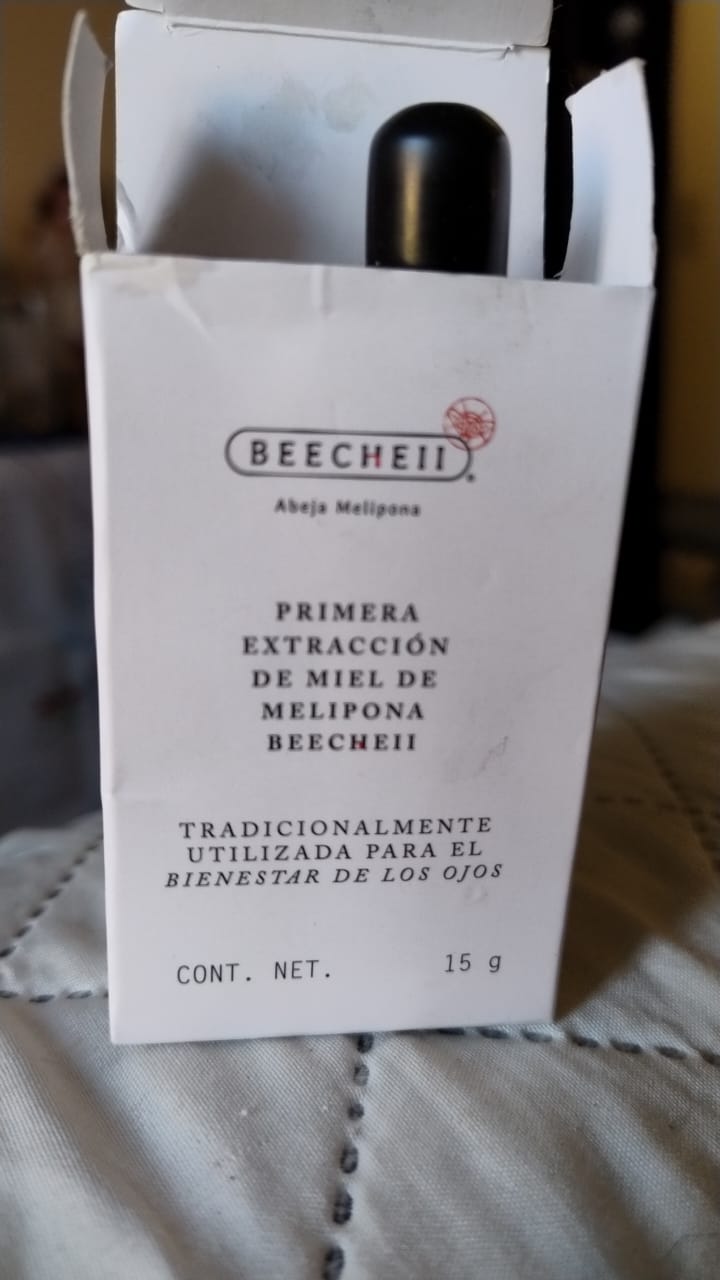 BEECHEII
Abeja Melipona
PRIMERA
EXTRACCIÓN
DE MIEL DE
MELIPONA
BEECHEII
TRADICIONALMENTE
UTILIZADA PARA EL
BIENESTAR DE LOS OJOS
CONT. NET. 15 g